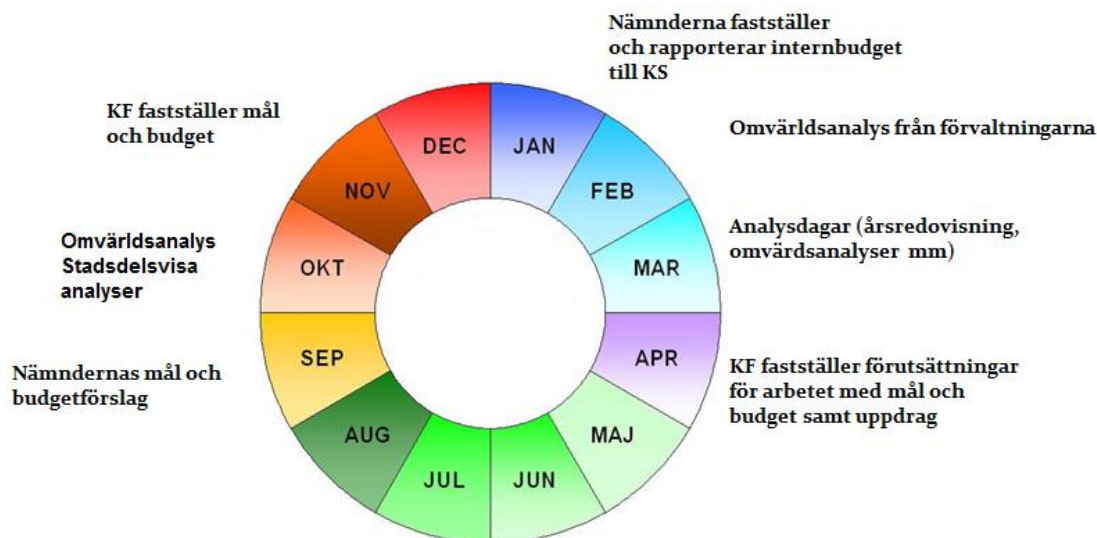 Nämnderna fastställer
och rapporterar internbudget
till KS
KF fastställer mål
och budget
Omvärldsanalys från förvaltningarna
Analysdagar (årsredovisning,
omvärdsanalyser mm)
Omvärldsanalys
Stadsdelsvisa
analyser
KF fastställer förutsättningar
för arbetet med mål och
budget samt uppdrag
Nämndernas mål och
budgetförslag
JAN
FEB
MAR
APR
MAJ
JUN
JUL
AUG
SEP
OKT
NOV
DEC